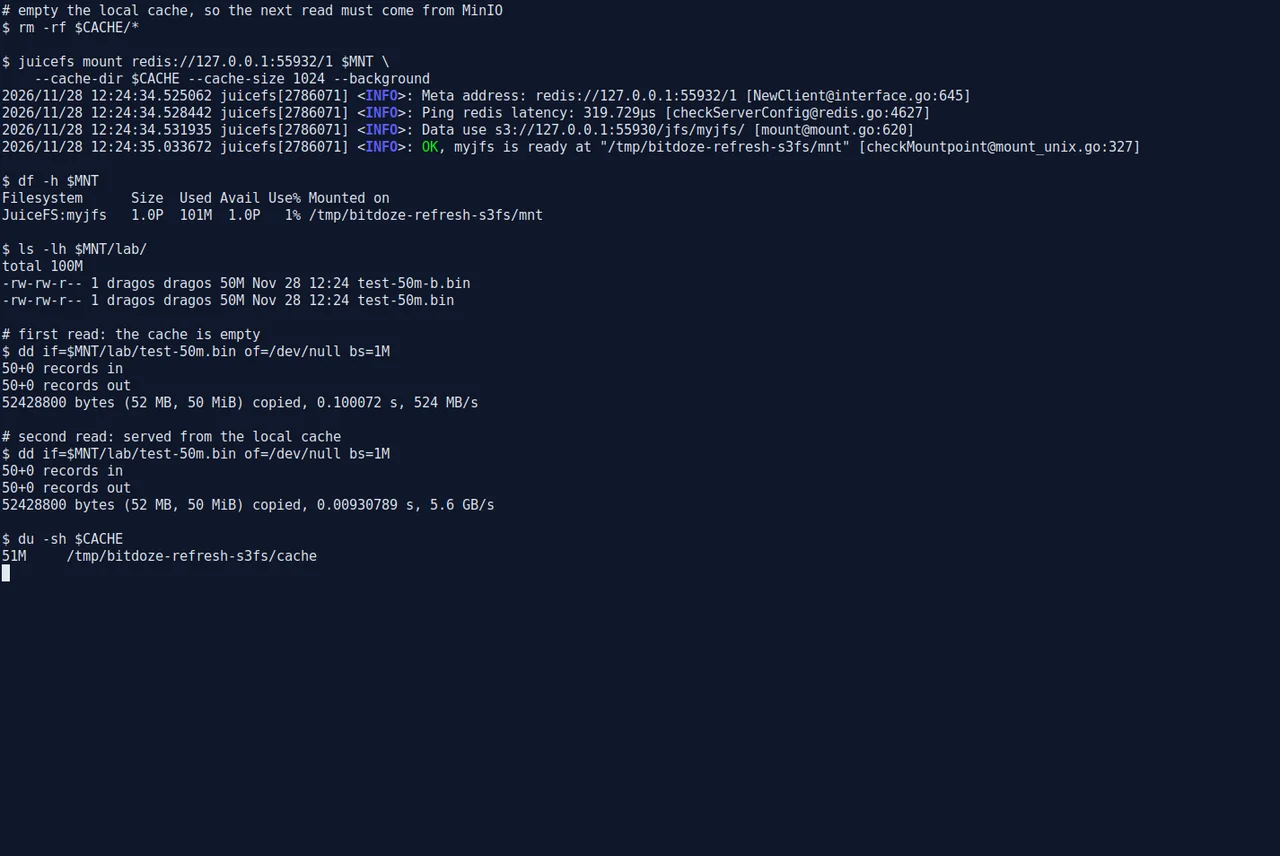 # empty the local cache, so the next read must come from MinIO
$ rm -rf $CACHE/*
$ juicefs mount redis://127.0.0.1:55932/1 $MNT \
    --cache-dir $CACHE --cache-size 1024 --background
2026/11/28 12:24:34.525062 juicefs[2786071] <INFO>: Meta address: redis://127.0.0.1:55932/1 [NewClient@interface.go:645]
2026/11/28 12:24:34.528442 juicefs[2786071] <INFO>: Ping redis latency: 319.729µs [checkServerConfig@redis.go:4627]
2026/11/28 12:24:34.531935 juicefs[2786071] <INFO>: Data use s3://127.0.0.1:55930/jfs/myjfs/ [mount@mount.go:620]
2026/11/28 12:24:35.033672 juicefs[2786071] <INFO>: OK, myjfs is ready at "/tmp/bitdoze-refresh-s3fs/mnt" [checkMountpoint@mount_unix.go:327]
$ df -h $MNT
Filesystem      Size  Used Avail Use% Mounted on
JuiceFS:myjfs   1.0P  101M  1.0P   1% /tmp/bitdoze-refresh-s3fs/mnt
$ ls -lh $MNT/lab/
total 100M
-rw-rw-r-- 1 dragos dragos 50M Nov 28 12:24 test-50m-b.bin
-rw-rw-r-- 1 dragos dragos 50M Nov 28 12:24 test-50m.bin
# first read: the cache is empty
$ dd if=$MNT/lab/test-50m.bin of=/dev/null bs=1M
50+0 records in
50+0 records out
52428800 bytes (52 MB, 50 MiB) copied, 0.100072 s, 524 MB/s
# second read: served from the local cache
$ dd if=$MNT/lab/test-50m.bin of=/dev/null bs=1M
50+0 records in
50+0 records out
52428800 bytes (52 MB, 50 MiB) copied, 0.00930789 s, 5.6 GB/s
$ du -sh $CACHE
51M     /tmp/bitdoze-refresh-s3fs/cache